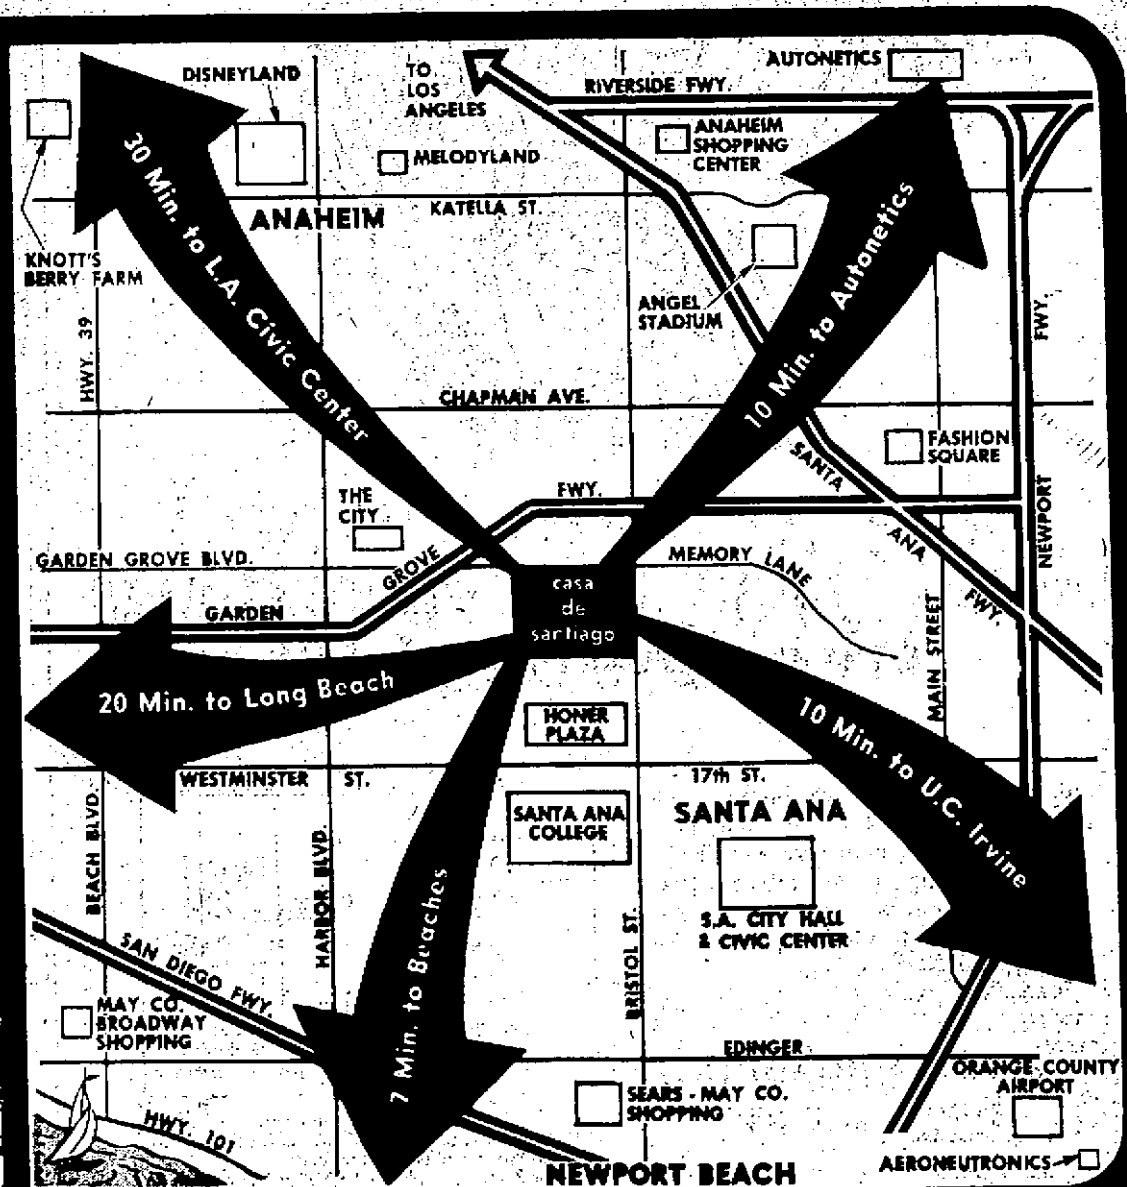 AUTONETICS
DISNEYLAND
TO
LOS
ANGELES
RIVERSIDE FWY.
ANAHEIM
SHOPPING
CENTER
MELODYLAND
30 Min. to L.A. Civic Center
ANAHEIM
KATELLA ST.
10 Min. to Autonetics
KNOTT'S
BERRY FARM
ANGEL
STADIUM
HWY. 39
FWY.
CHAPMAN AVE.
FASHION
SQUARE
SANTA
THE
CITY
FWY.
NEWPORT
GARDEN GROVE BLVD.
GROVE
MEMORY LANE
ANA
FWY.
casa
de
santiago
GARDEN
MAIN STREET
20 Min. to Long Beach
HONER
PLAZA
10 Min. to U.C. Irvine
WESTMINSTER ST.
17th ST.
BEACH BLVD.
HARBOR BLVD.
SANTA ANA
COLLEGE
SANTA ANA
S.A. CITY HALL
& CIVIC CENTER
SAN DIEGO FWY.
7 Min. to Beaches
BRISTOL ST.
MAY CO.
BROADWAY
SHOPPING
EDINGER
ORANGE COUNTY
AIRPORT
SEARS - MAY CO.
SHOPPING
HWY. 101
NEWPORT BEACH
AERONEUTRONICS